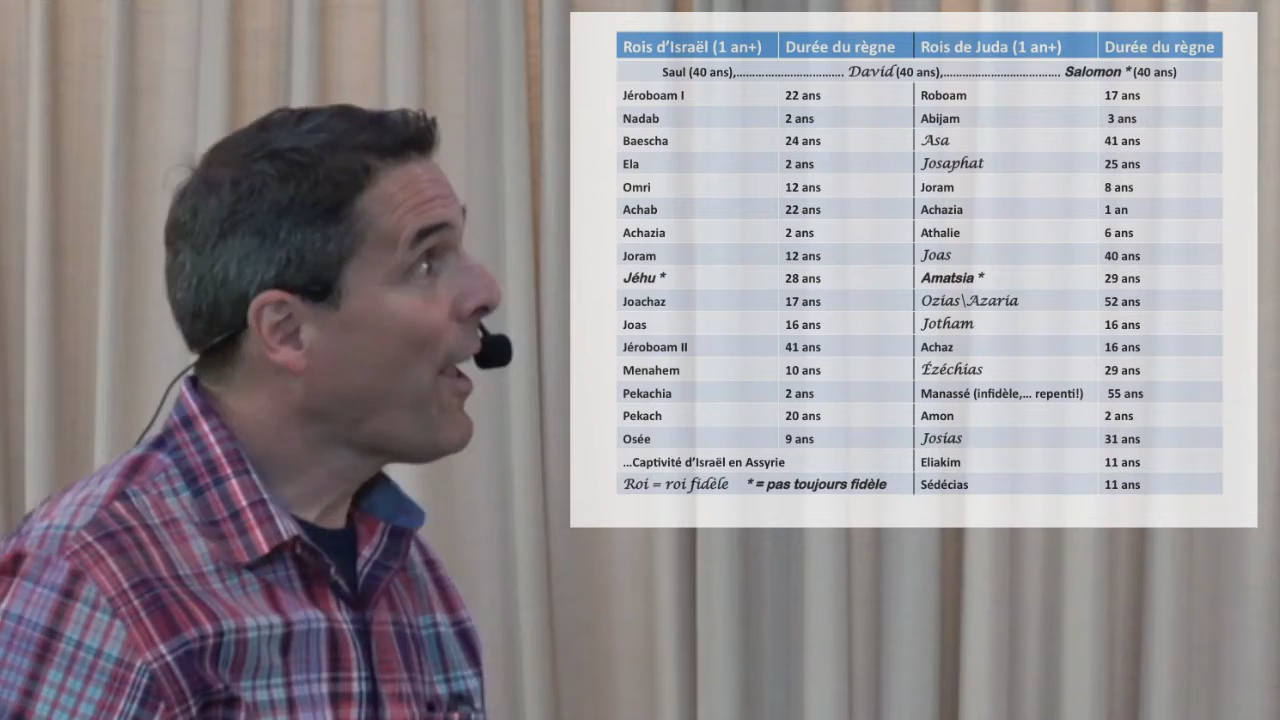 Rois d’Israël (1 an+) Durée du règne Rois de Juda (1 an+) Durée du règne
Saul (40 ans),................................. David (40 ans),.................................... Salomon * (40 ans)
Jéroboam I 22 ans Roboam 17 ans
Nadab 2 ans Abijam 3 ans
Baescha 24 ans Asa 41 ans
Ela 2 ans Josaphat 25 ans
Omri 12 ans Joram 8 ans
Achab 22 ans Achazia 1 an
Achazia 2 ans Athalie 6 ans
Joram 12 ans Joas 40 ans
Jéhu * 28 ans Amatsia * 29 ans
Joachaz 17 ans Ozias\Azaria 52 ans
Joas 16 ans Jotham 16 ans
Jéroboam II 41 ans Achaz 16 ans
Menahem 10 ans Ézéchias 29 ans
Pekachia 2 ans Manassé (infidèle,... repenti!) 55 ans
Pekach 20 ans Amon 2 ans
Osée 9 ans Josias 31 ans
...Captivité d’Israël en Assyrie Eliakim 11 ans
Roi = roi fidèle * = pas toujours fidèle Sédécias 11 ans